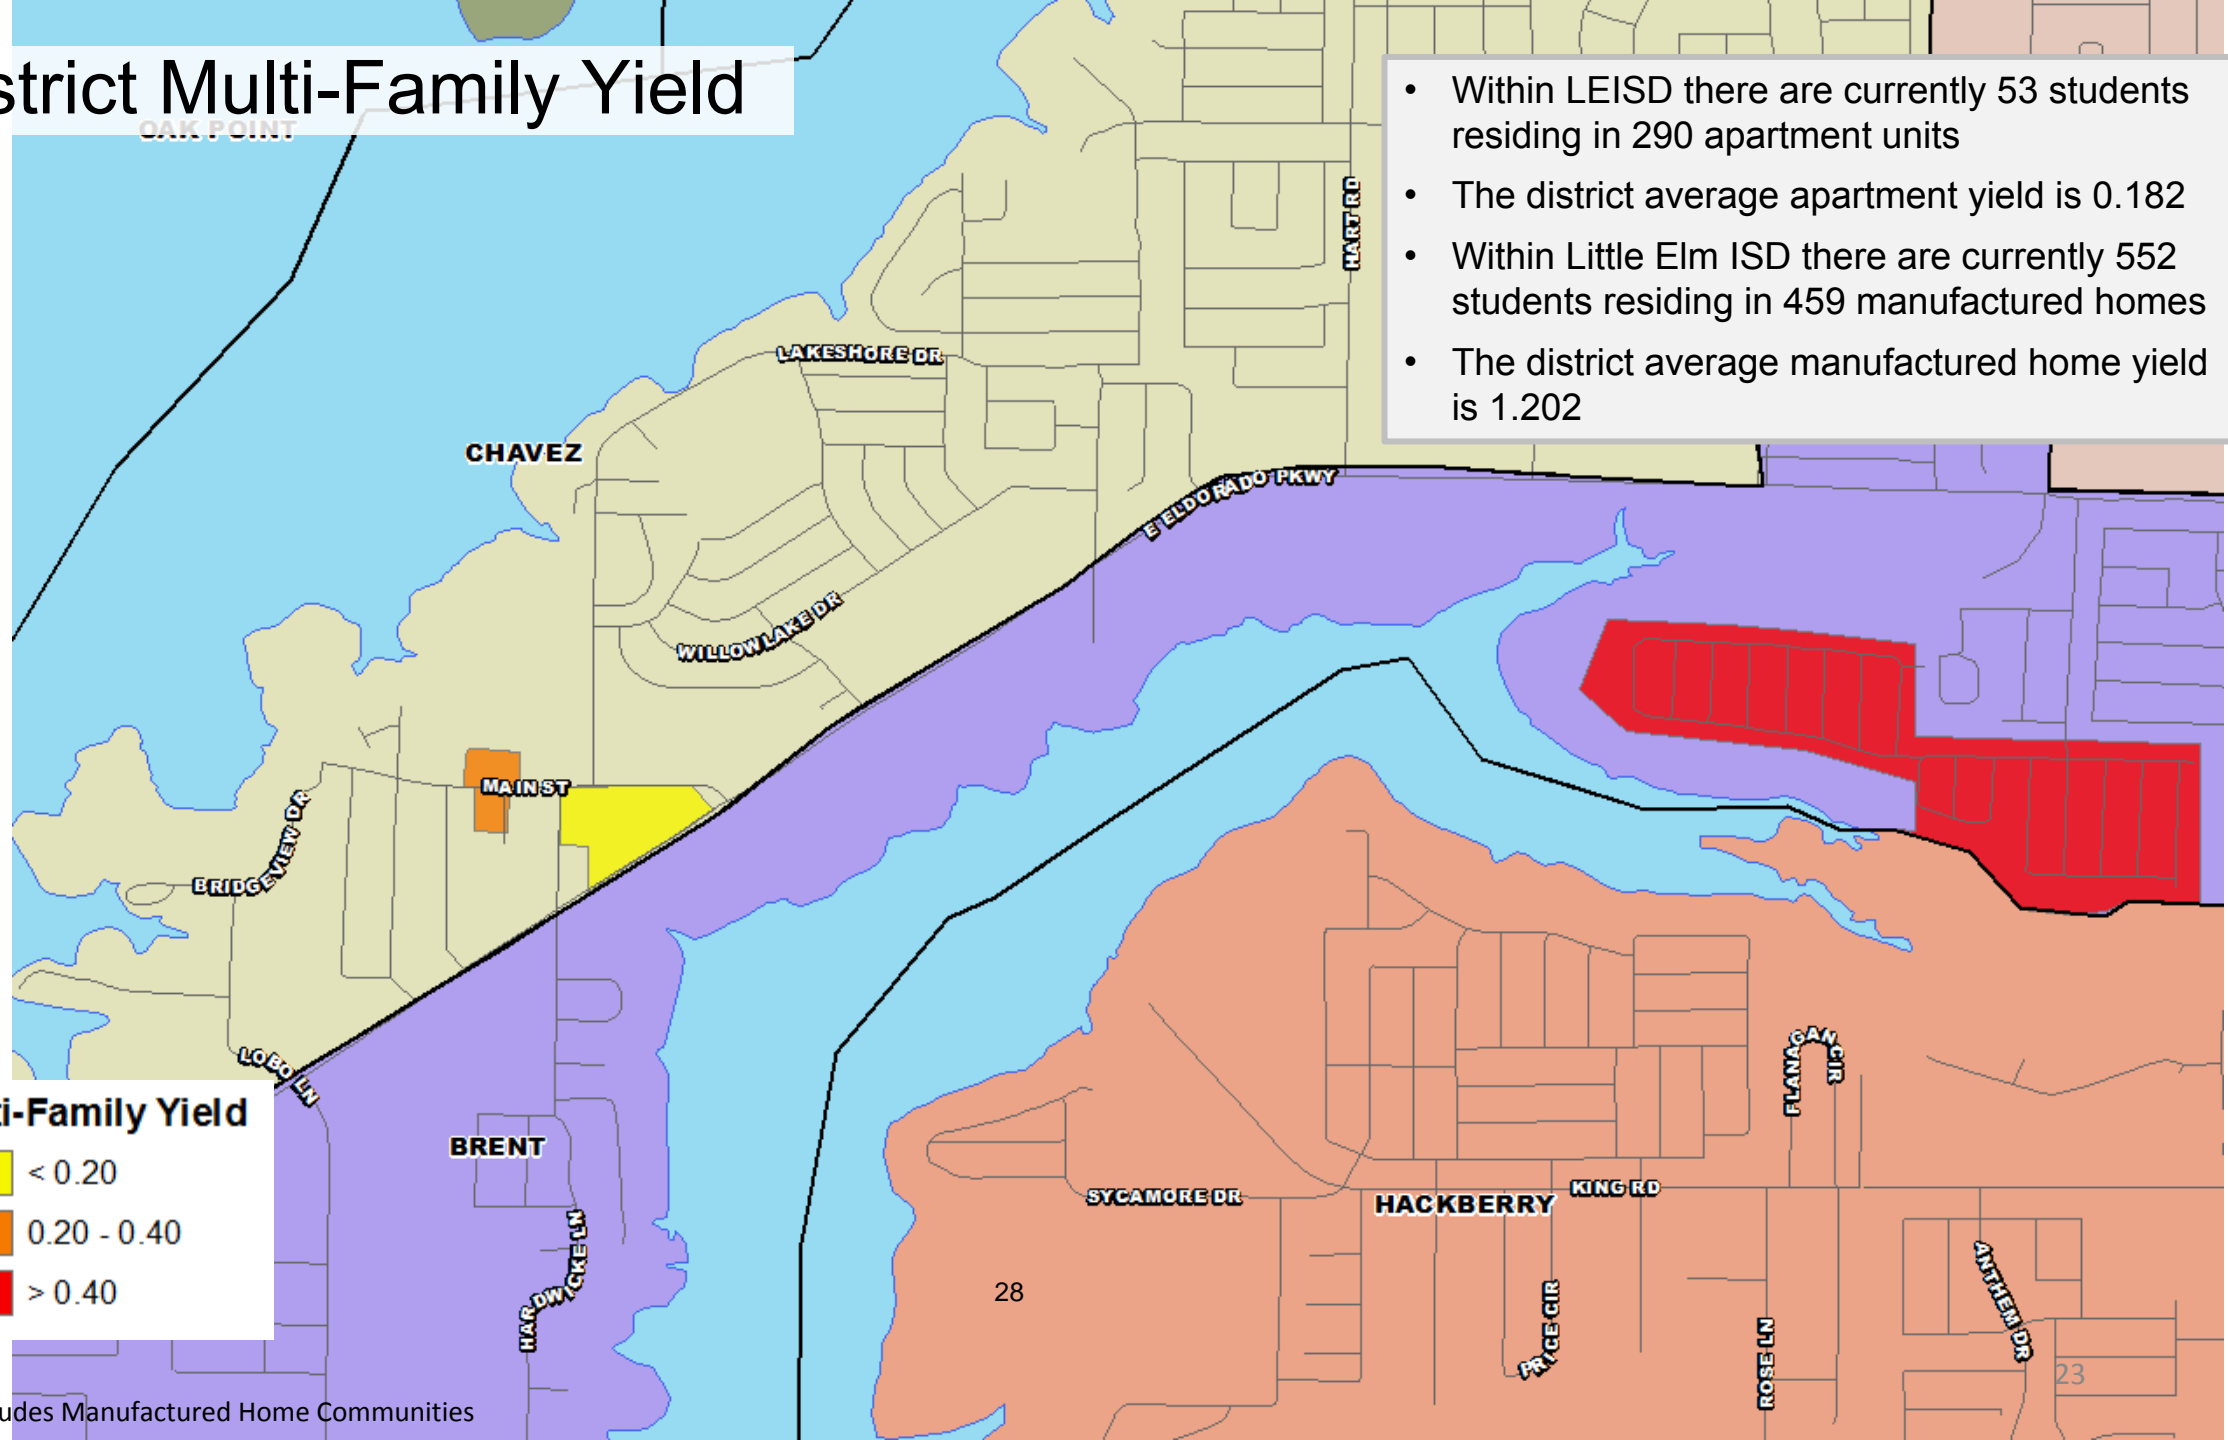 strict Multi-Family Yield
OAK POINT
• Within LEISD there are currently 53 students
residing in 290 apartment units
• The district average apartment yield is 0.182
• Within Little Elm ISD there are currently 552
students residing in 459 manufactured homes
• The district average manufactured home yield
is 1.202
HART RD
LAKESHORE DR
CHAVEZ
E ELDORADO PKWY
WILLOWLAKE DR
MAIN ST
BRIDGEVIEW DR
LOBO LN
FLANAGAN CIR
i-Family Yield
< 0.20
0.20 - 0.40
> 0.40
BRENT
SYCAMORE DR
HACKBERRY
KING RD
HARDWICKE LN
28
PRICE CIR
ROSE LN
ANTHEM DR
23
udes Manufactured Home Communities